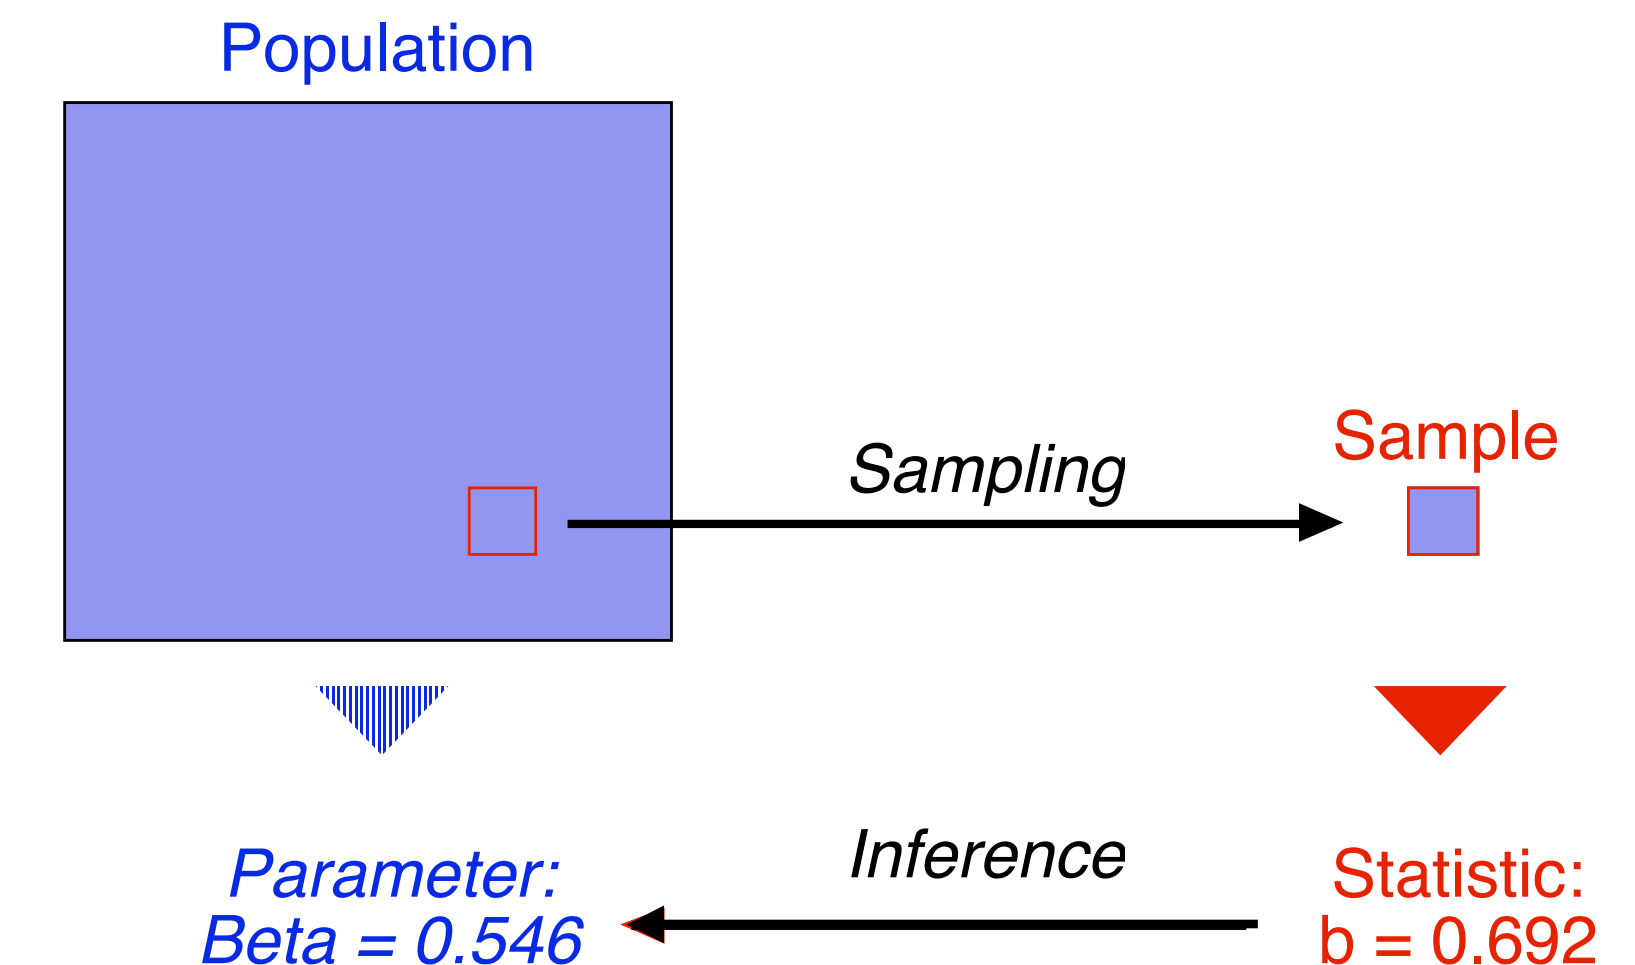 Population
Sampling
Sample
Inference
Parameter:
Beta = 0.546
Statistic:
b = 0.692